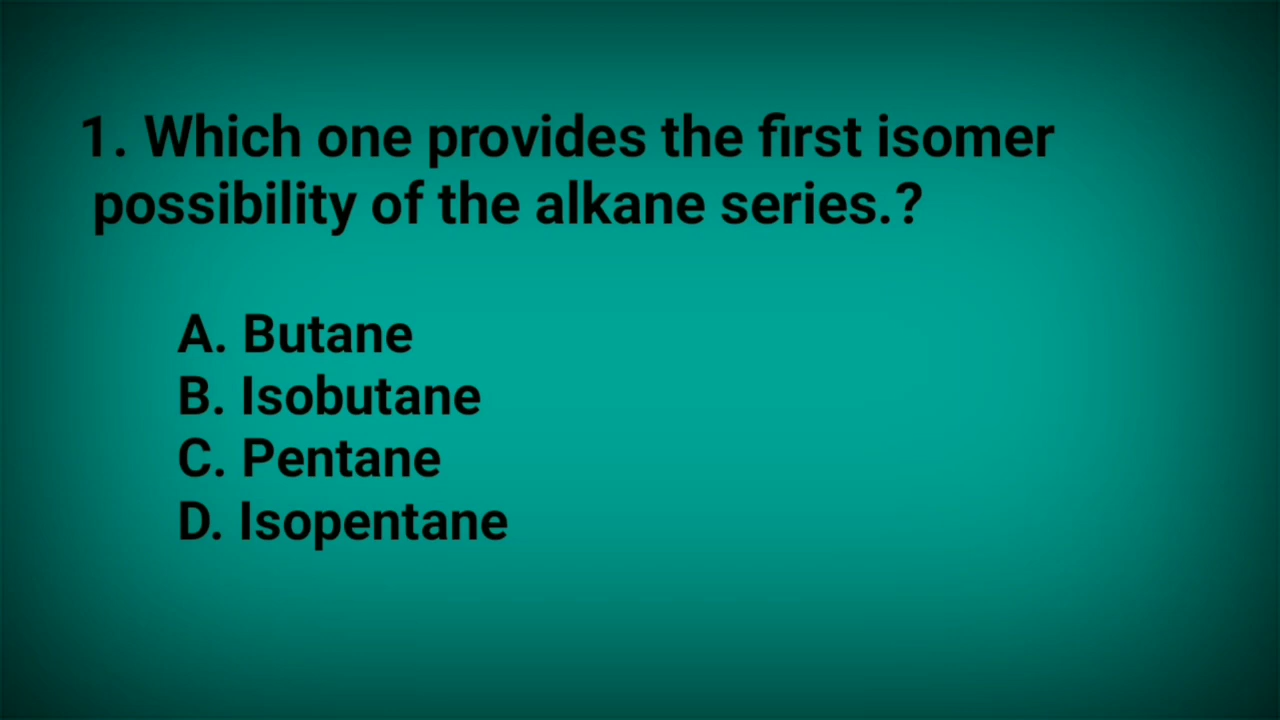 1. Which one provides the first isomer
possibility of the alkane series.?
A. Butane
B. Isobutane
C. Pentane
D. Isopentane